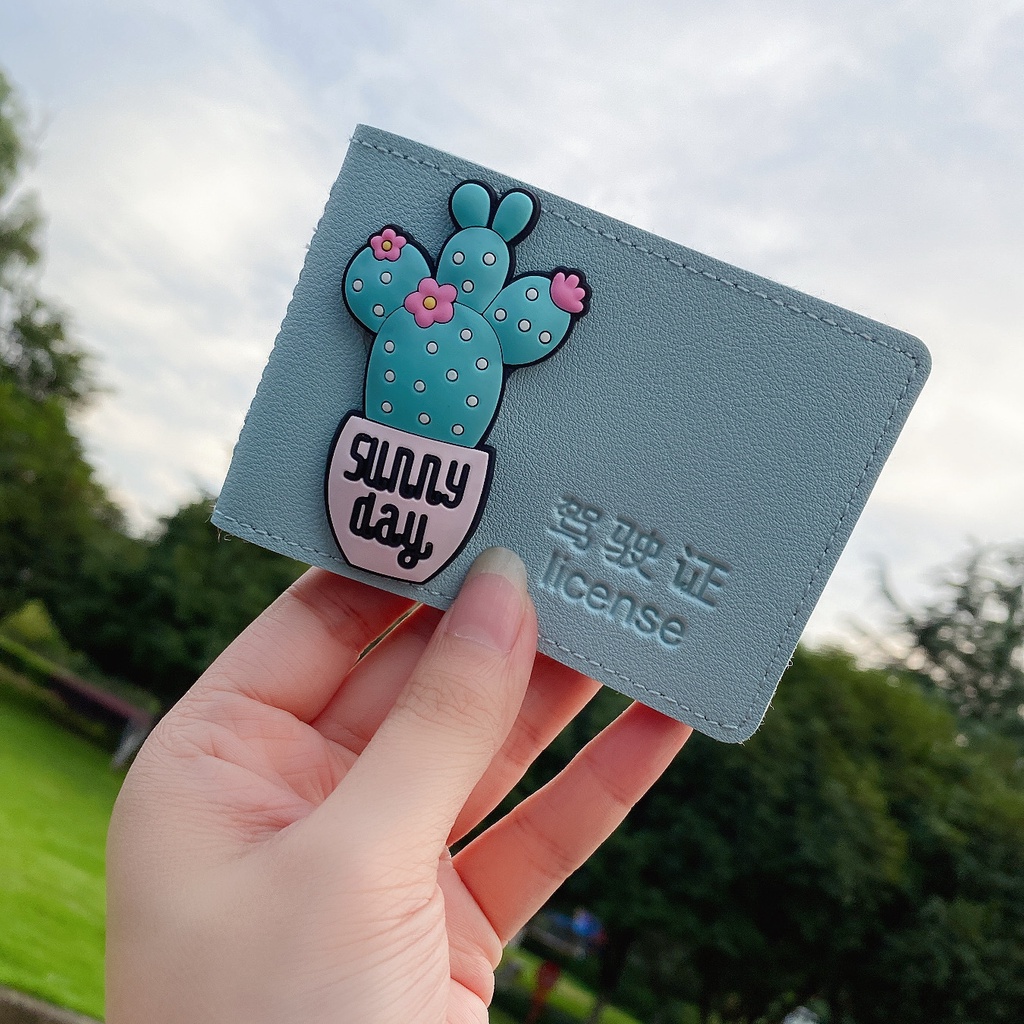 sunny
day
驾驶证
license